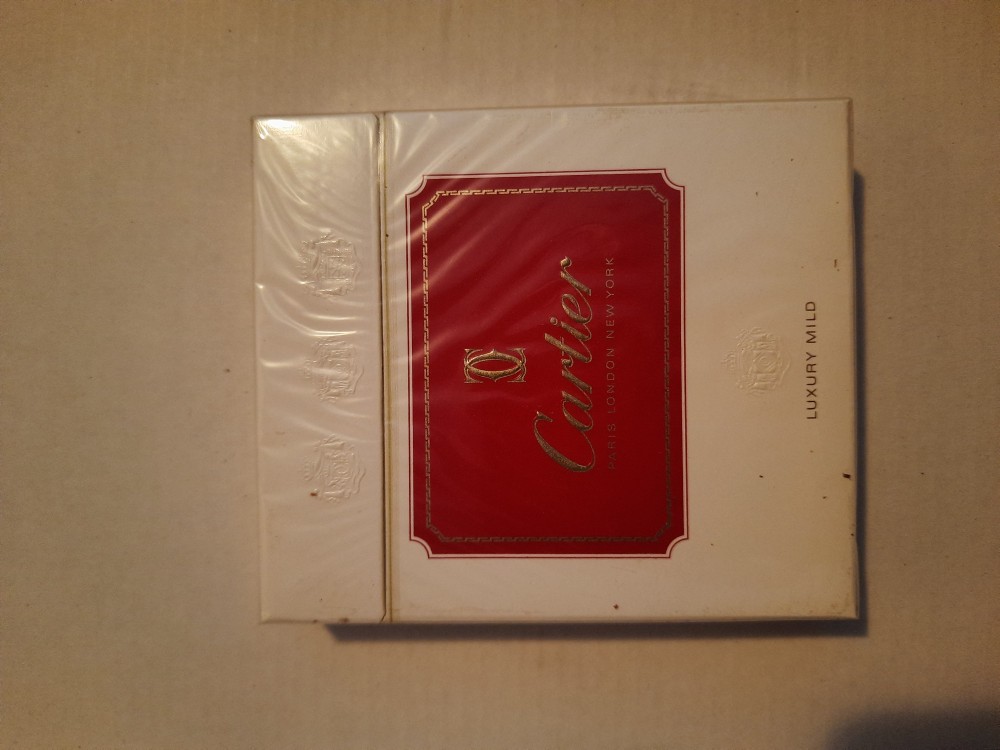 Cartier
PARIS LONDON NEW YORK
LUXURY MILD